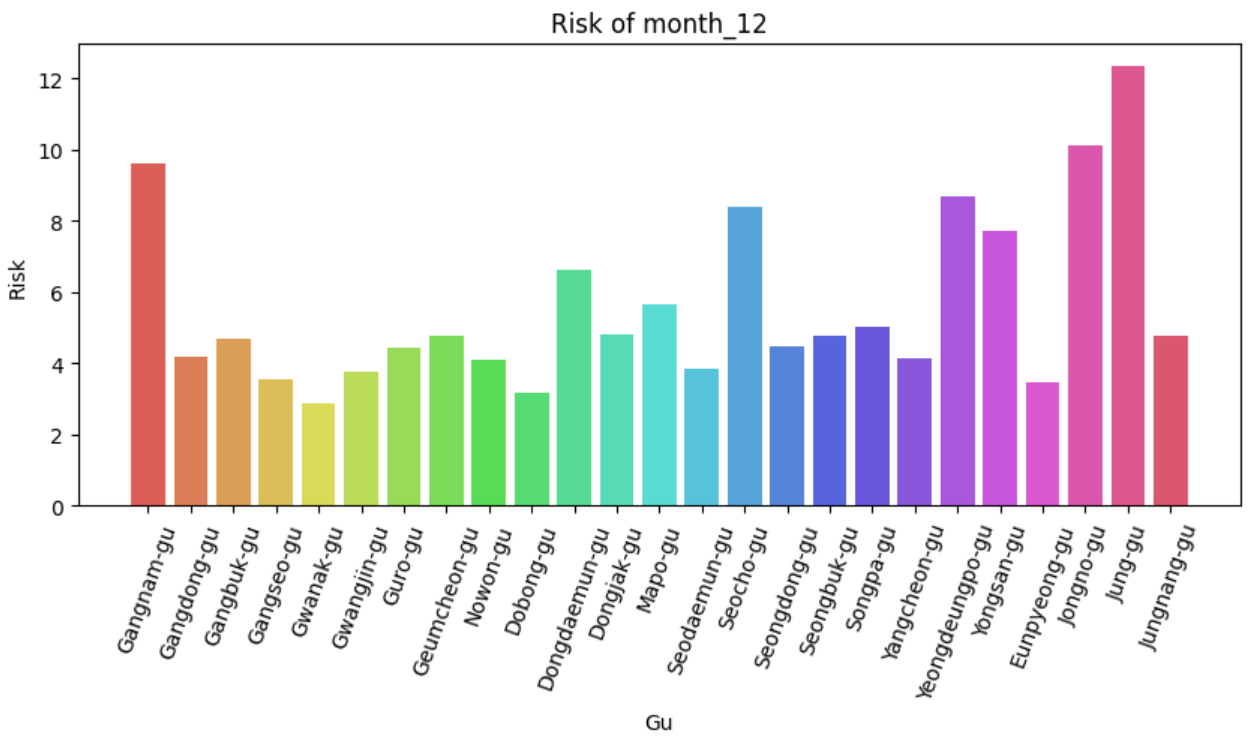 Risk of month_12
Risk
12
10
8
6
4
2
0
Gangnam-gu
Gangdong-gu
Gangbuk-gu
Gangseo-gu
Gwanak-gu
Gwangjin-gu
Guro-gu
Geumcheon-gu
Nowon-gu
Dobong-gu
Dongdaemun-gu
Dongjak-gu
Mapo-gu
Seodaemun-gu
Seocho-gu
Seongdong-gu
Seongbuk-gu
Songpa-gu
Yangcheon-gu
Yeongdeungpo-gu
Yongsan-gu
Eunpyeong-gu
Jongno-gu
Jung-gu
Jungnang-gu
Gu